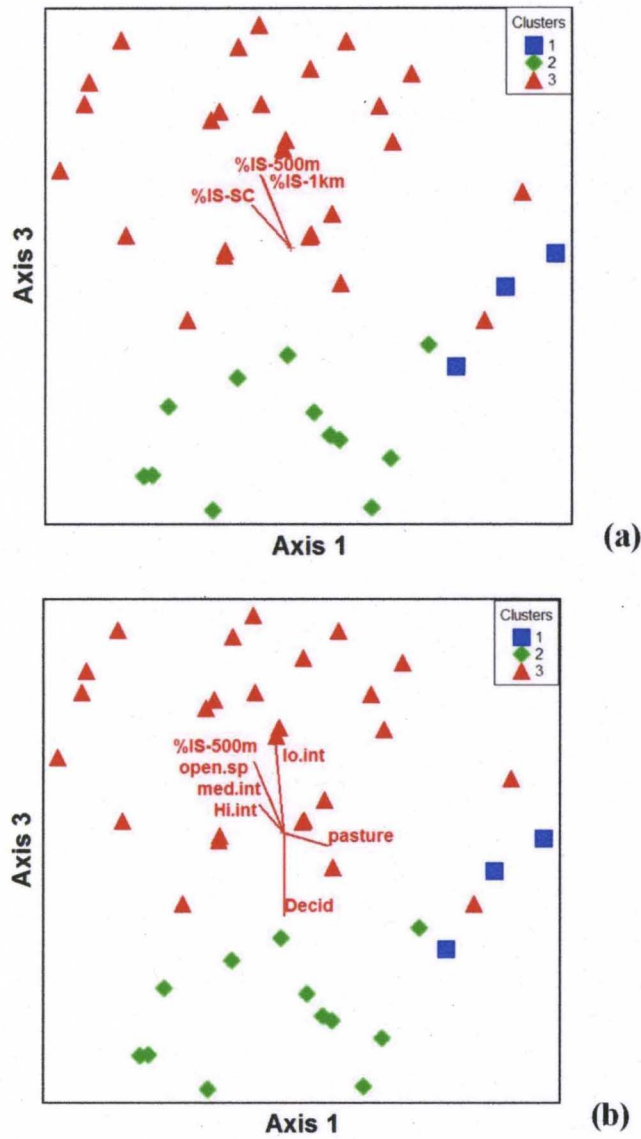 Clusters
1
2
3
%IS-500m
%IS-1km
%IS-SC
Axis 3
Axis 1
(a)
Clusters
1
2
3
%IS-500m
lo.int
open.sp
med.int
Hi.int
pasture
Decid
Axis 3
Axis 1
(b)